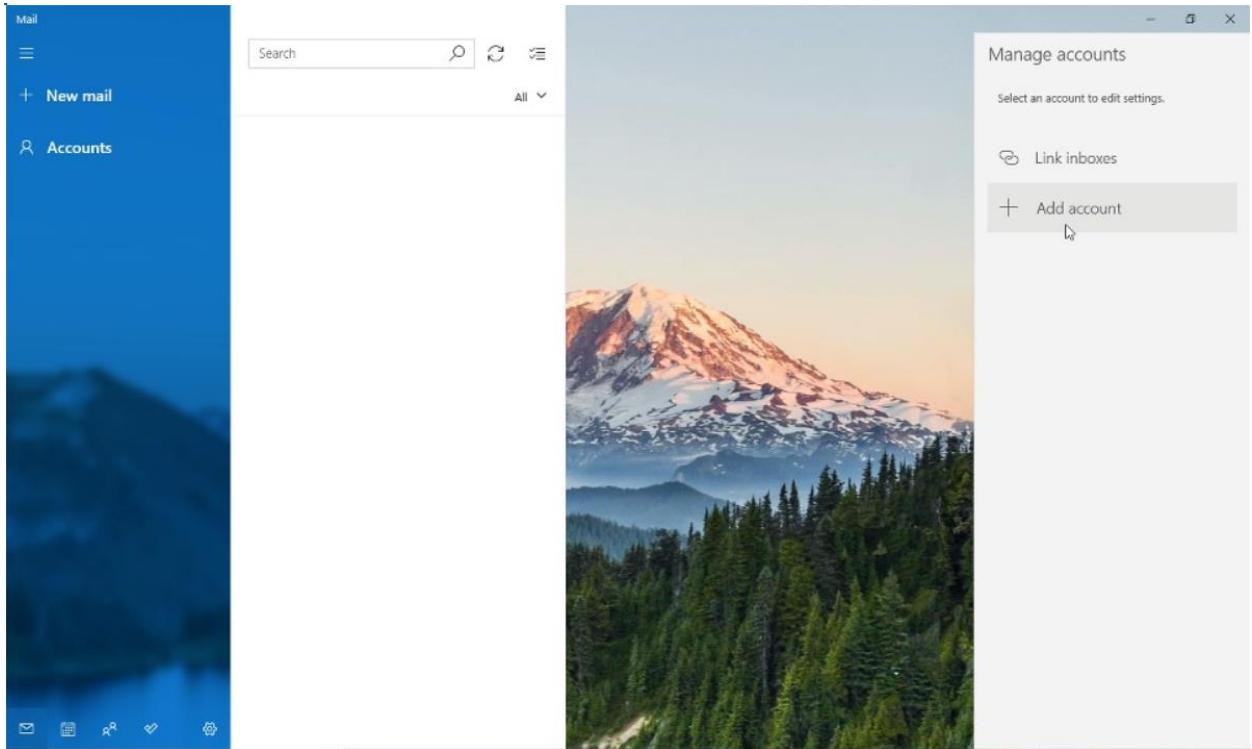 Mail
New mail
Accounts
Search
All
Manage accounts
Select an account to edit settings.
Link inboxes
Add account